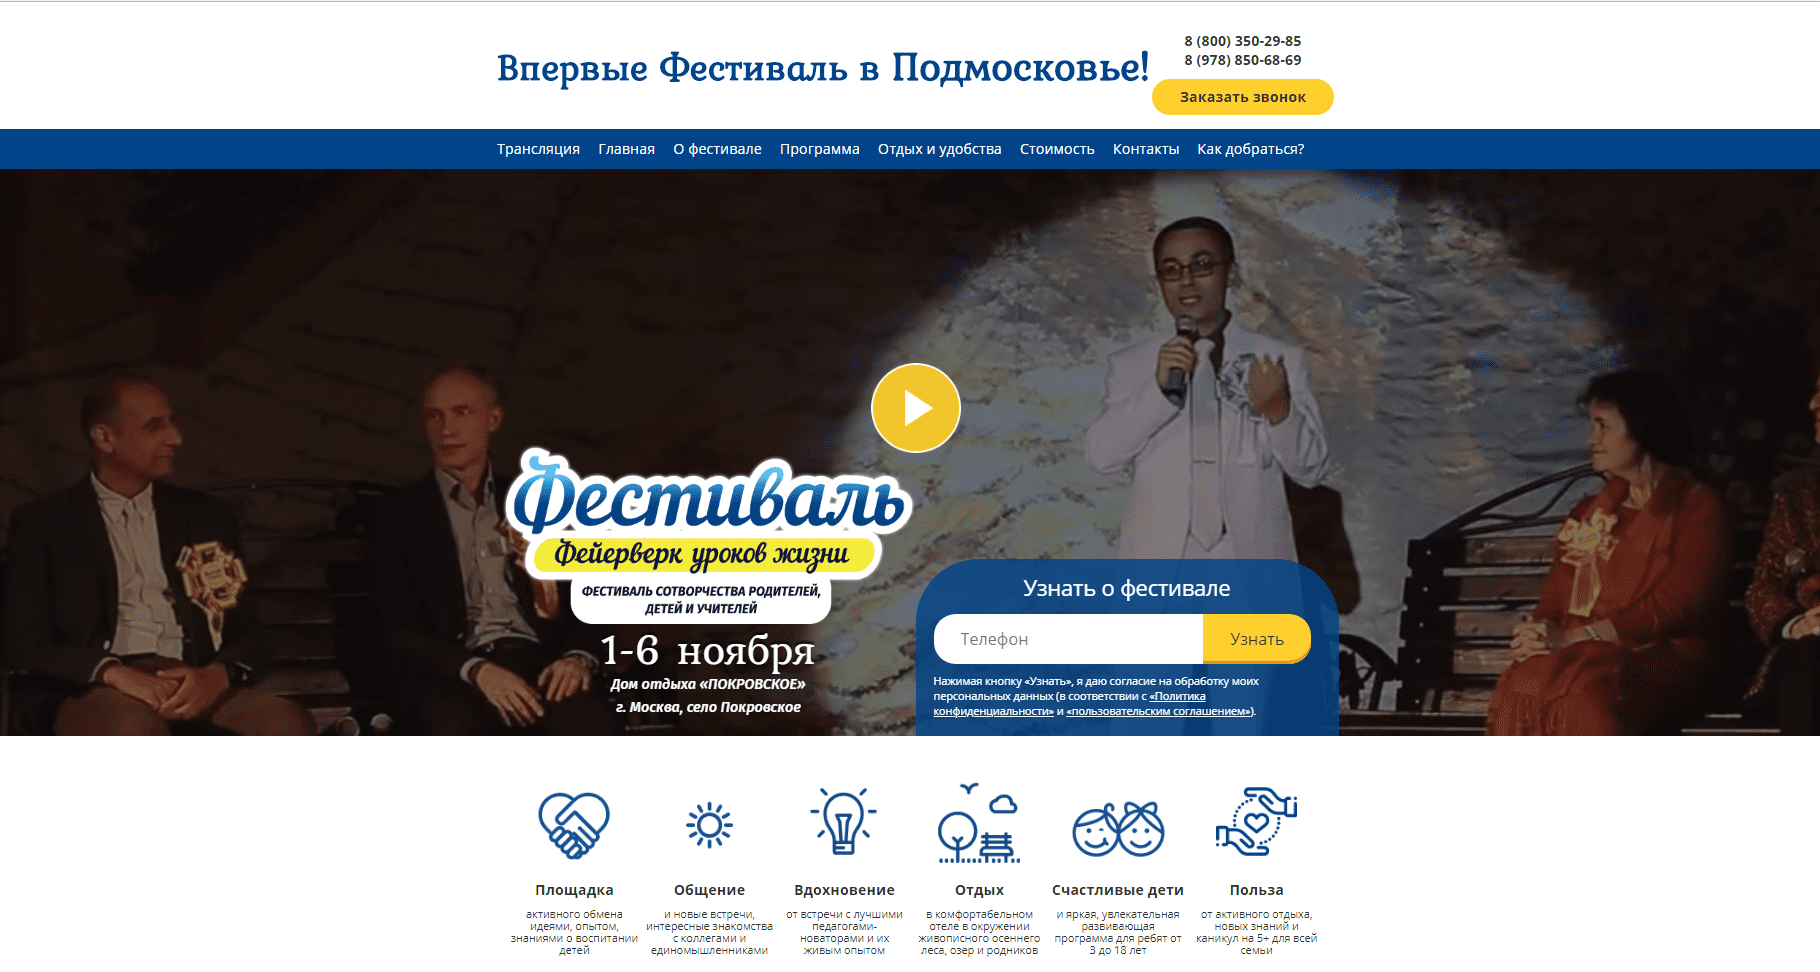 Впервые Фестиваль в Подмосковье!
8 (800) 350-29-85
8 (978) 850-68-69
Заказать звонок
Трансляция Главная О фестивале Программа Отдых и удобства Стоимость Контакты Как добраться?
Фестиваль
Фейерверк уроков жизни
ФЕСТИВАЛЬ СОТВОРЧЕСТВА РОДИТЕЛЕЙ,
ДЕТЕЙ И УЧИТЕЛЕЙ
1-6 ноября
Дом отдыха «ПОКРОВСКОЕ»
г. Москва, село Покровское
Узнать о фестивале
Телефон Узнать
Нажимая кнопку «Узнать», я даю согласие на обработку моих
персональных данных (в соответствии с «Политика
конфиденциальности» и «пользовательским соглашением»).
Площадка
активного обмена
идеями, опытом,
знаниями о воспитании
детей
Общение
и новые встречи,
интересные знакомства
с коллегами и
единомышленниками
Вдохновение
от встречи с лучшими
педагогами-
новаторами и их
живым опытом
Отдых
в комфортабельном
отеле в окружении
живописного осеннего
леса, озер и родников
Счастливые дети
и яркая, увлекательная
развивающая
программа для ребят от
3 до 18 лет
Польза
от активного отдыха,
новых знаний и
каникул на 5+ для всей
семьи